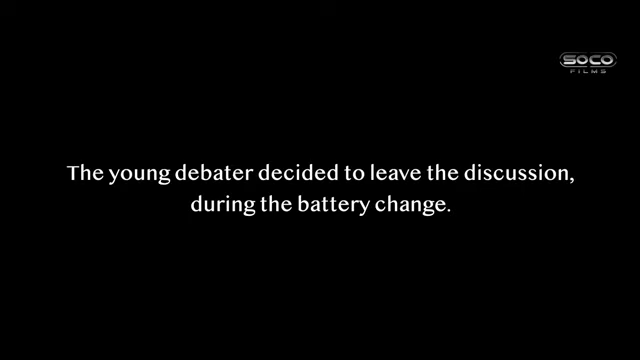 SOCO
FILMS
The young debater decided to leave the discussion,
during the battery change.